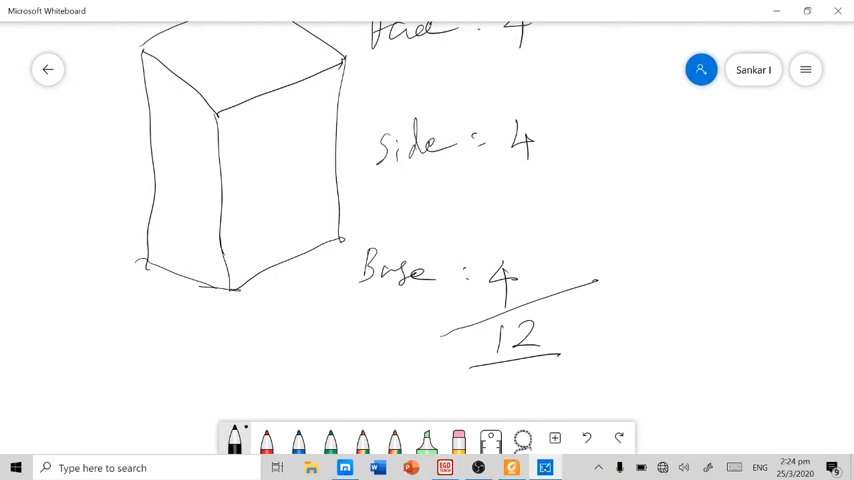 Microsoft Whiteboard
: 4
Sankar I
side = 4
Base : 4
12
Type here to search
ENG
2:24 pm
25/3/2020